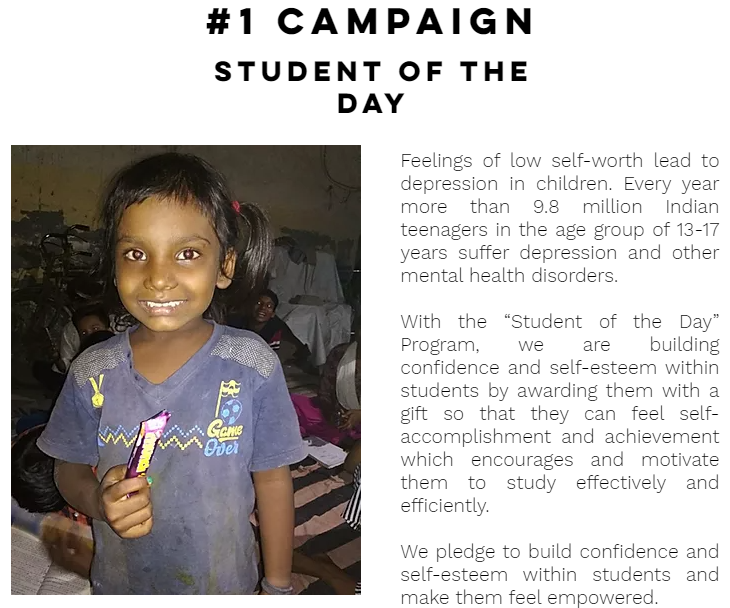 #1 CAMPAIGN
STUDENT OF THE
DAY
Feelings of low self-worth lead to
depression in children. Every year
more than 9.8 million Indian
teenagers in the age group of 13-17
years suffer depression and other
mental health disorders.
With the “Student of the Day”
Program, we are building
confidence and self-esteem within
students by awarding them with a
gift so that they can feel self-
accomplishment and achievement
which encourages and motivate
them to study effectively and
efficiently.
We pledge to build confidence and
self-esteem within students and
make them feel empowered.
Game
Over